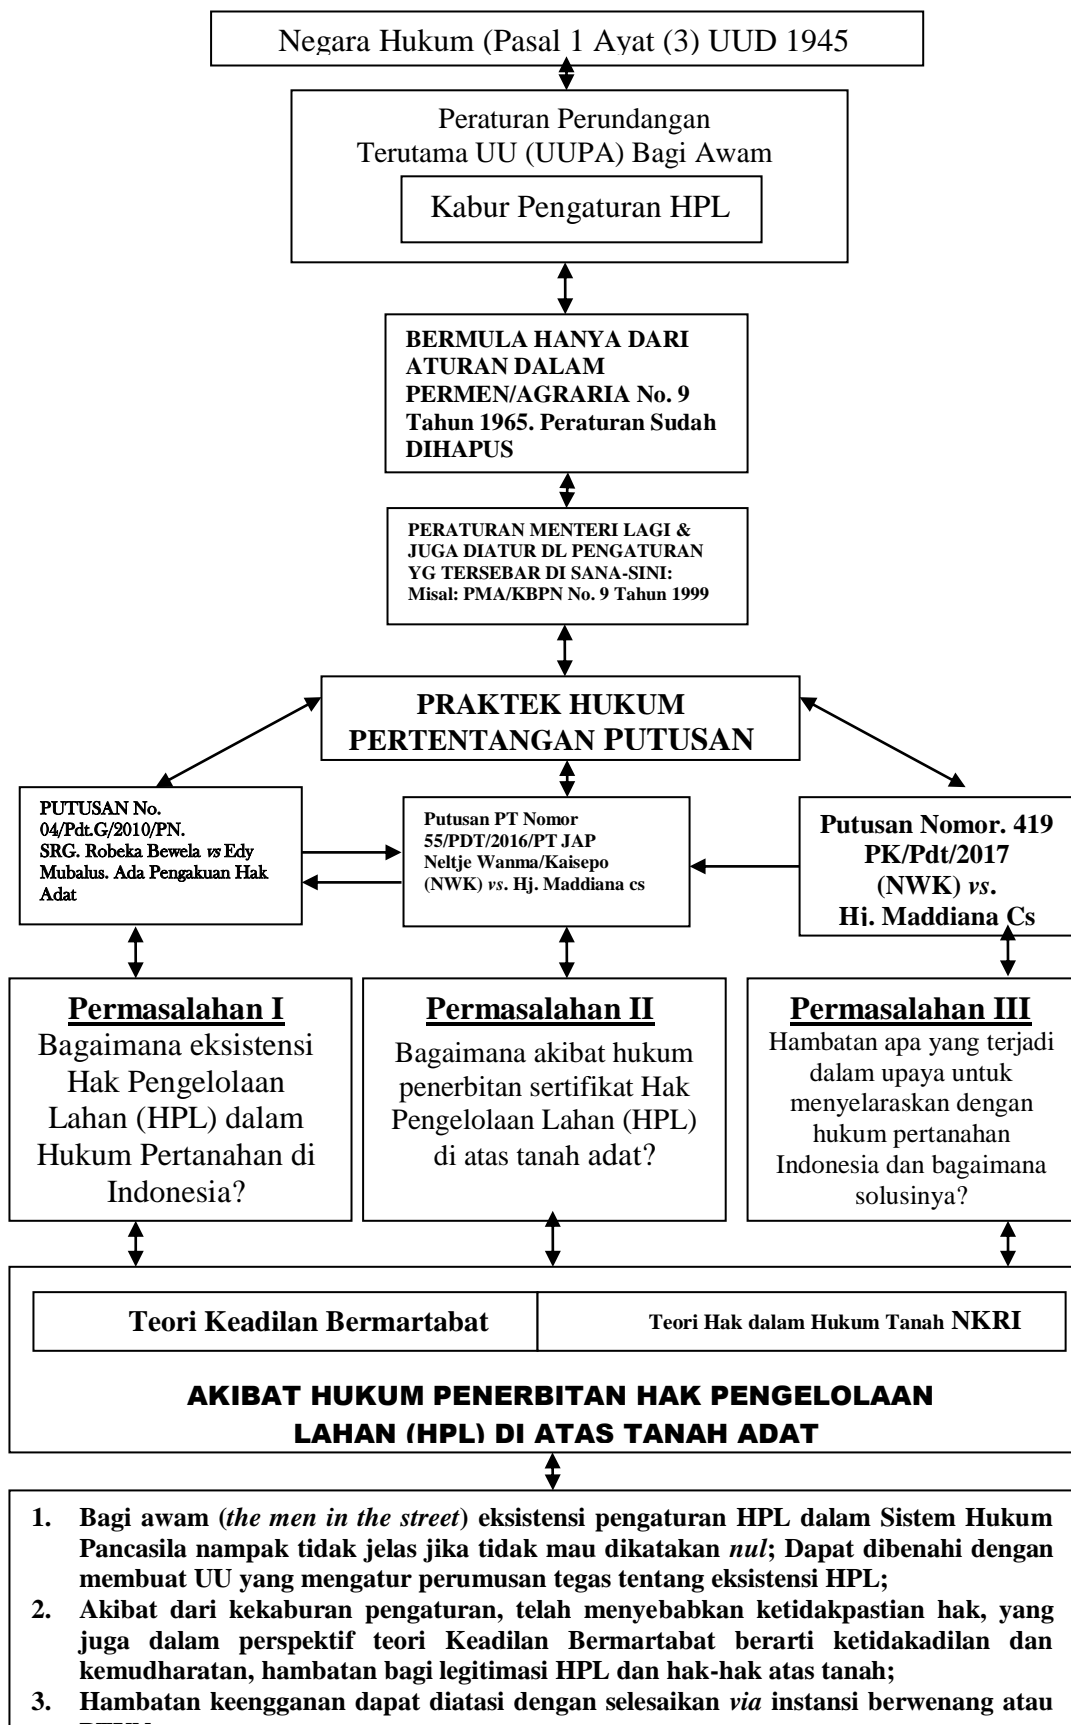 Negara Hukum (Pasal 1 Ayat (3) UUD 1945
Peraturan Perundangan
Terutama UU (UUPA) Bagi Awam
Kabur Pengaturan HPL
BERMULA HANYA DARI
ATURAN DALAM
PERMEN/AGRARIA No. 9
Tahun 1965. Peraturan Sudah
DIHAPUS
PERATURAN MENTERI LAGI &
JUGA DIATUR DL PENGATURAN
YG TERSEBAR DI SANA-SINI:
Misal: PMA/KBPN No. 9 Tahun 1999
PRAKTEK HUKUM
PERTENTANGAN PUTUSAN
PUTUSAN No.
04/Pdt.G/2010/PN.
SRG. Robeka Bewela vs Edy
Mubalus. Ada Pengakuan Hak
Adat
Putusan PT Nomor
55/PDT/2016/PT JAP
Neltje Wanma/Kaisepo
(NWK) vs. Hj. Maddiana cs
Putusan Nomor. 419
PK/Pdt/2017
(NWK) vs.
Hj. Maddiana Cs
Permasalahan I
Bagaimana eksistensi
Hak Pengelolaan
Lahan (HPL) dalam
Hukum Pertanahan di
Indonesia?
Permasalahan II
Bagaimana akibat hukum
penerbitan sertifikat Hak
Pengelolaan Lahan (HPL)
di atas tanah adat?
Permasalahan III
Hambatan apa yang terjadi
dalam upaya untuk
menyelaraskan dengan
hukum pertanahan
Indonesia dan bagaimana
solusinya?
Teori Keadilan Bermartabat
Teori Hak dalam Hukum Tanah NKRI
AKIBAT HUKUM PENERBITAN HAK PENGELOLAAN
LAHAN (HPL) DI ATAS TANAH ADAT
1. Bagi awam (the men in the street) eksistensi pengaturan HPL dalam Sistem Hukum
Pancasila nampak tidak jelas jika tidak mau dikatakan nul; Dapat dibenahi dengan
membuat UU yang mengatur perumusan tegas tentang eksistensi HPL;
2. Akibat dari kekaburan pengaturan, telah menyebabkan ketidakpastian hak, yang
juga dalam perspektif teori Keadilan Bermartabat berarti ketidakadilan dan
kemudharatan, hambatan bagi legitimasi HPL dan hak-hak atas tanah;
3. Hambatan keengganan dapat diatasi dengan selesaikan via instansi berwenang atau